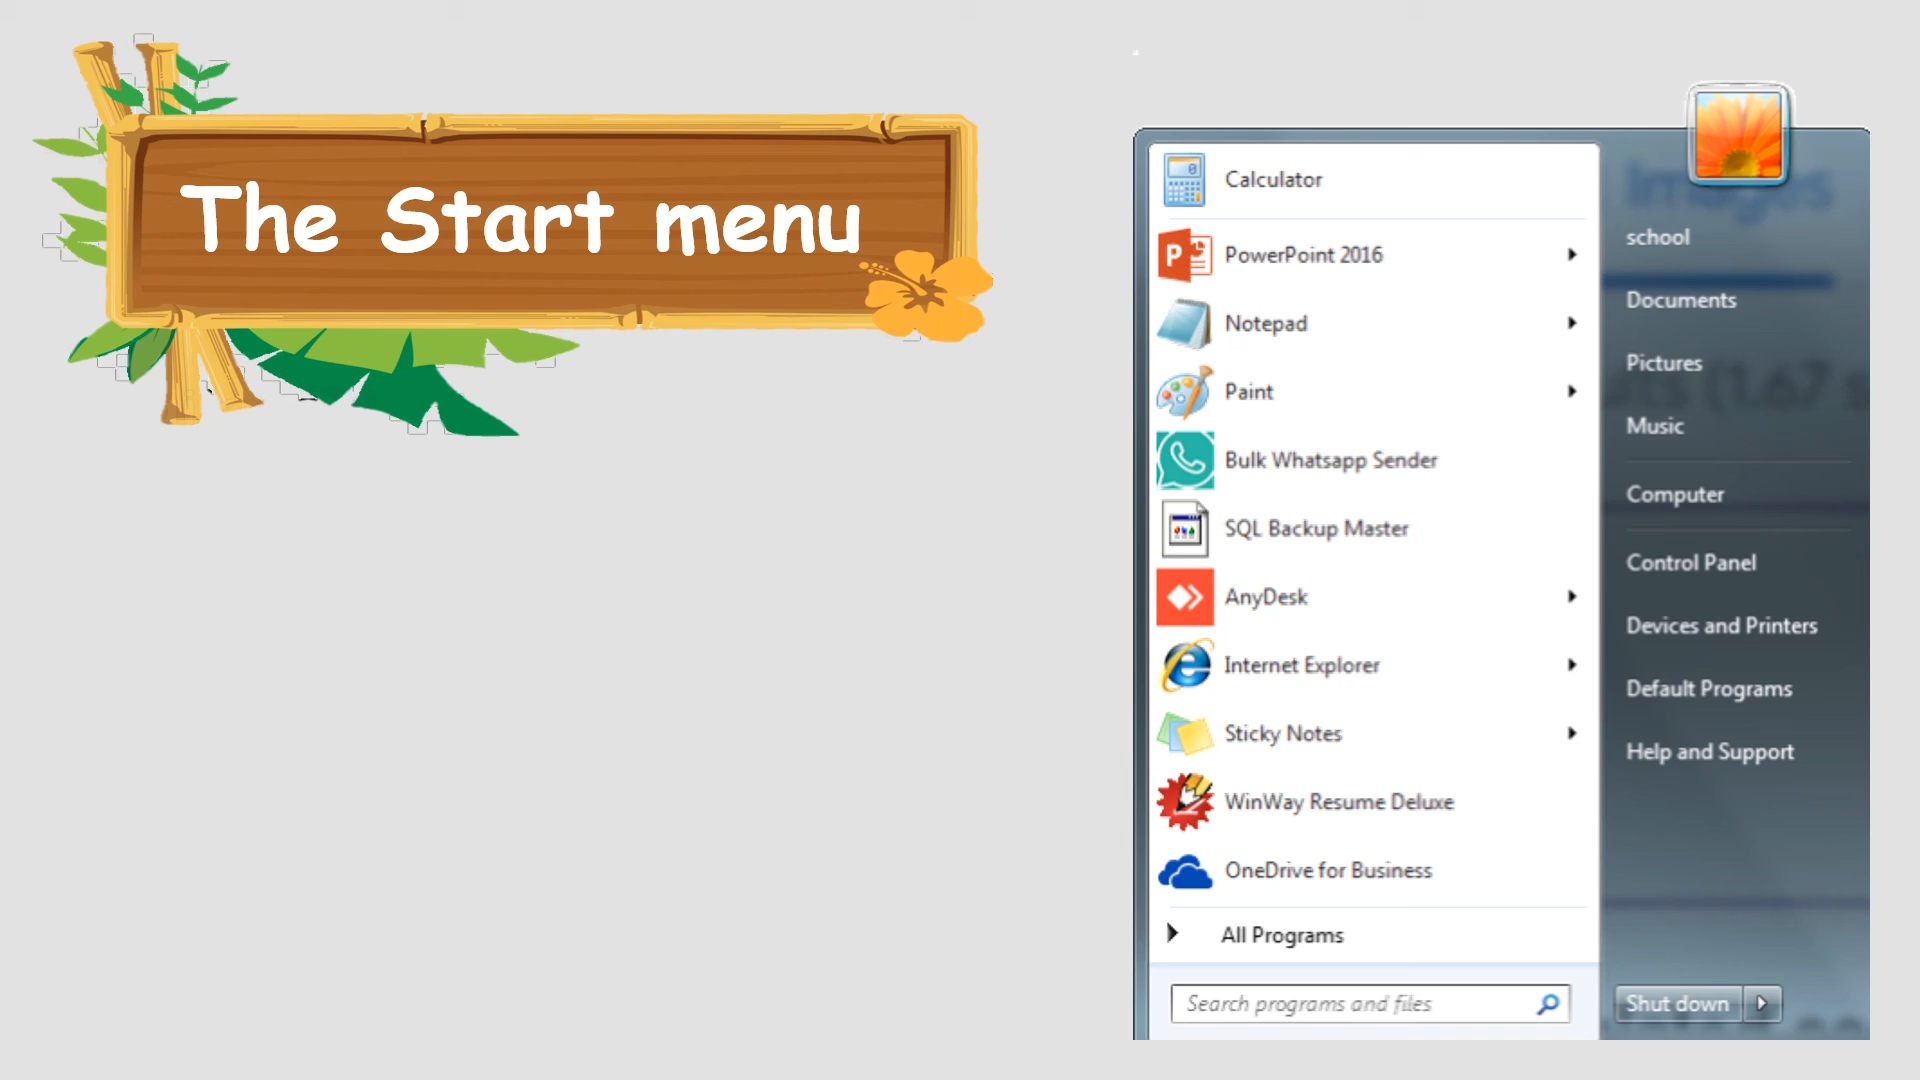 The Start menu
Calculator
PowerPoint 2016
Notepad
Paint
Bulk Whatsapp Sender
SQL Backup Master
AnyDesk
Internet Explorer
Sticky Notes
WinWay Resume Deluxe
OneDrive for Business
All Programs
Search programs and files
Images
school
Documents
Pictures
Music
Computer
Control Panel
Devices and Printers
Default Programs
Help and Support
Shut down